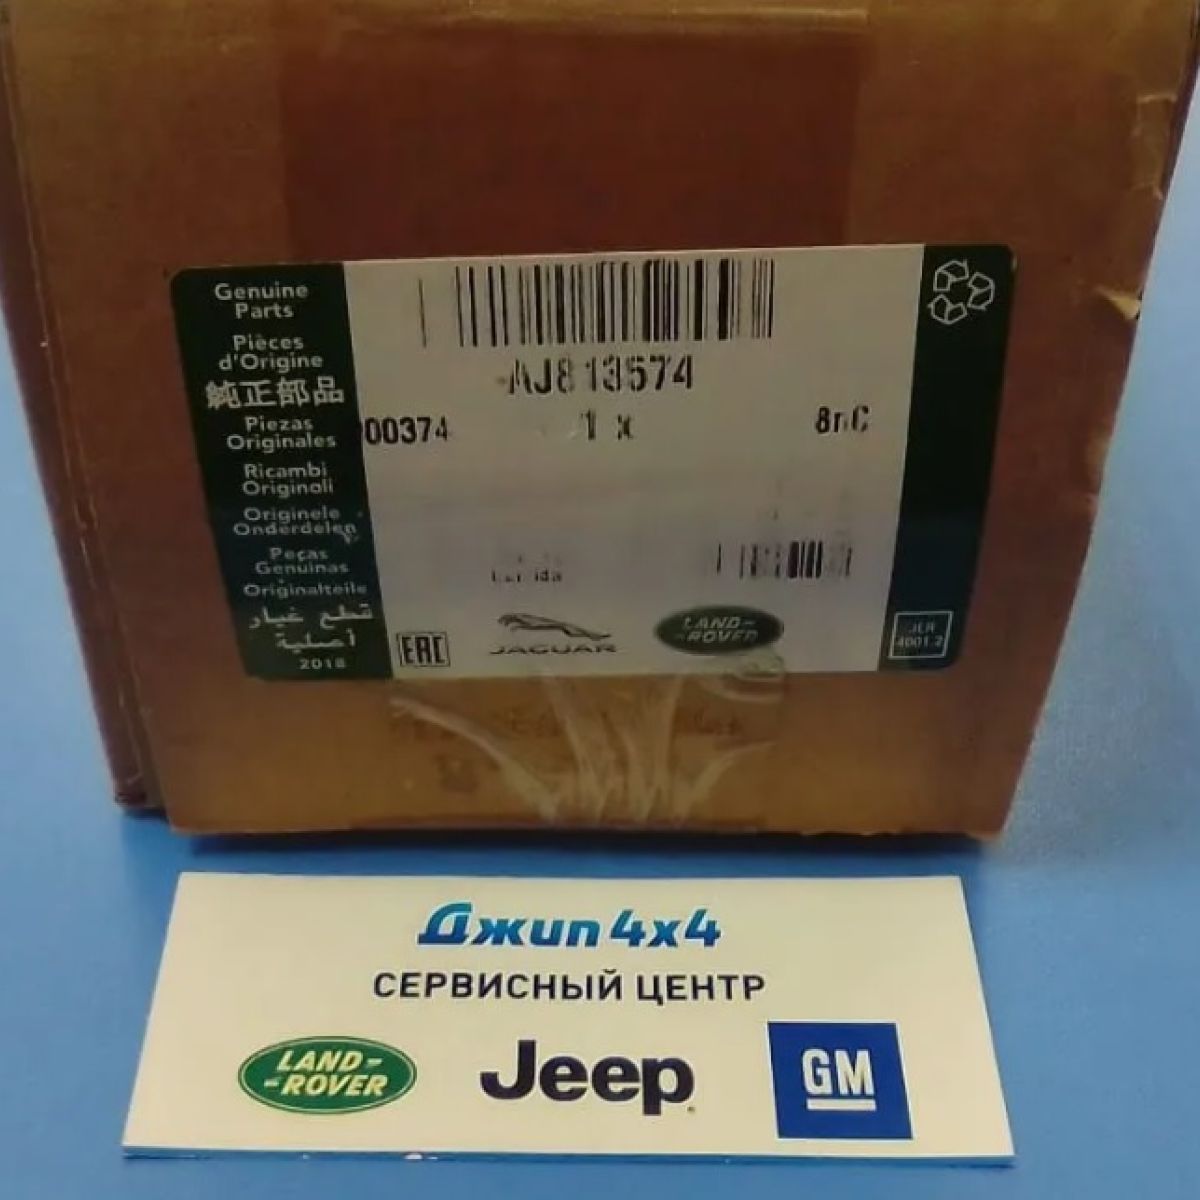 Genuine
Parts
Pièces
d'Origine
純正部品
Piezas
Originales
Ricambi
Originali
Originele
Onderdelen
Peças
Genuinas
Originalteile
قطع غيار
أصلية
2018
AJ813574
00374
1 x
EAC
JAGUAR
LAND-
-ROVER
JLR
4001.2
Джип 4x4
СЕРВИСНЫЙ ЦЕНТР
LAND-
-ROVER
Jeep
GM